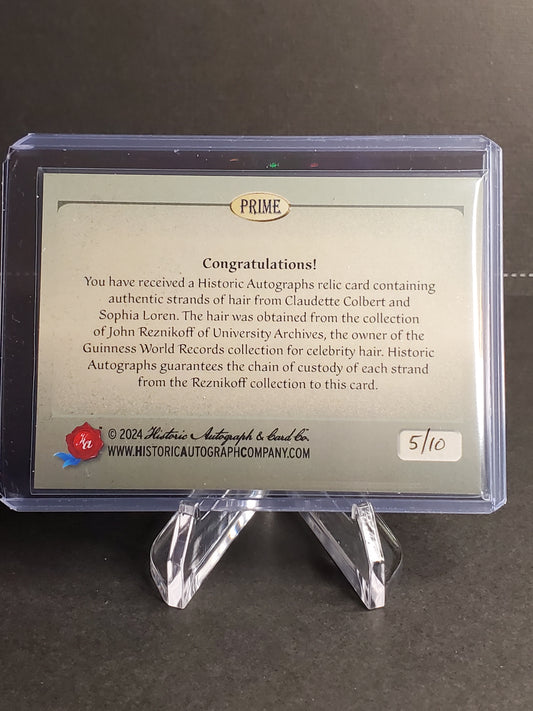 PRIME
Congratulations!
You have received a Historic Autographs relic card containing
authentic strands of hair from Claudette Colbert and
Sophia Loren. The hair was obtained from the collection
of John Reznikoff of University Archives, the owner of the
Guinness World Records collection for celebrity hair. Historic
Autographs guarantees the chain of custody of each strand
from the Reznikoff collection to this card.
Ha
© 2024 Historic Autograph & Card Co.
WWW.HISTORICAUTOGRAPHCOMPANY.COM
5/10